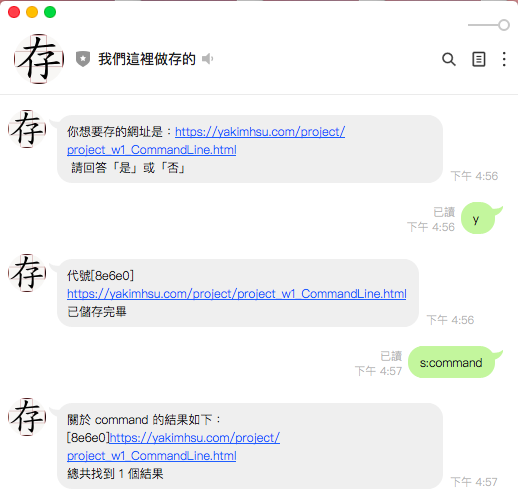 存
我們這裡做存的
存
你想要存的網址是：https://yakimhsu.com/project/
project_w1_CommandLine.html
請回答「是」或「否」
下午 4:56
已讀
下午 4:56
y
存
代號[8e6e0]
https://yakimhsu.com/project/project_w1_CommandLine.html
已儲存完畢
下午 4:56
已讀
下午 4:57
s:command
存
關於 command 的結果如下：
[8e6e0]https://yakimhsu.com/project/
project_w1_CommandLine.html
總共找到 1 個結果
下午 4:57